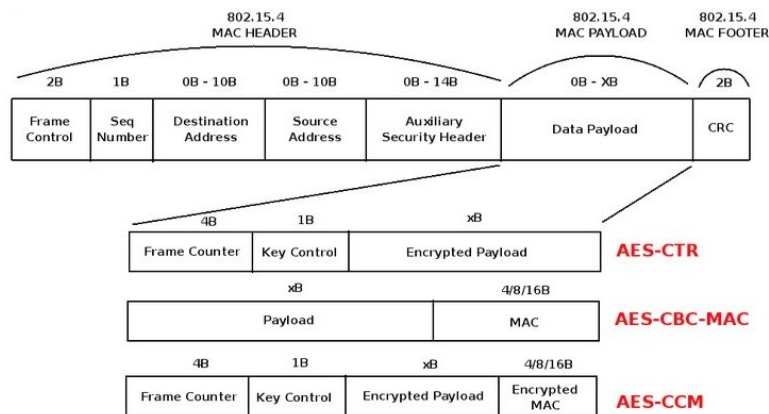 802.15.4
MAC HEADER
802.15.4
MAC PAYLOAD
802.15.4
MAC FOOTER
2B 1B 0B - 10B 0B - 10B 0B - 14B 0B - XB 2B
Frame Control
Seq Number
Destination Address
Source Address
Auxiliary Security Header
Data Payload
CRC
4B 1B xB
Frame Counter Key Control Encrypted Payload AES-CTR
xB 4/8/16B
Payload MAC AES-CBC-MAC
4B 1B xB 4/8/16B
Frame Counter Key Control Encrypted Payload Encrypted MAC AES-CCM